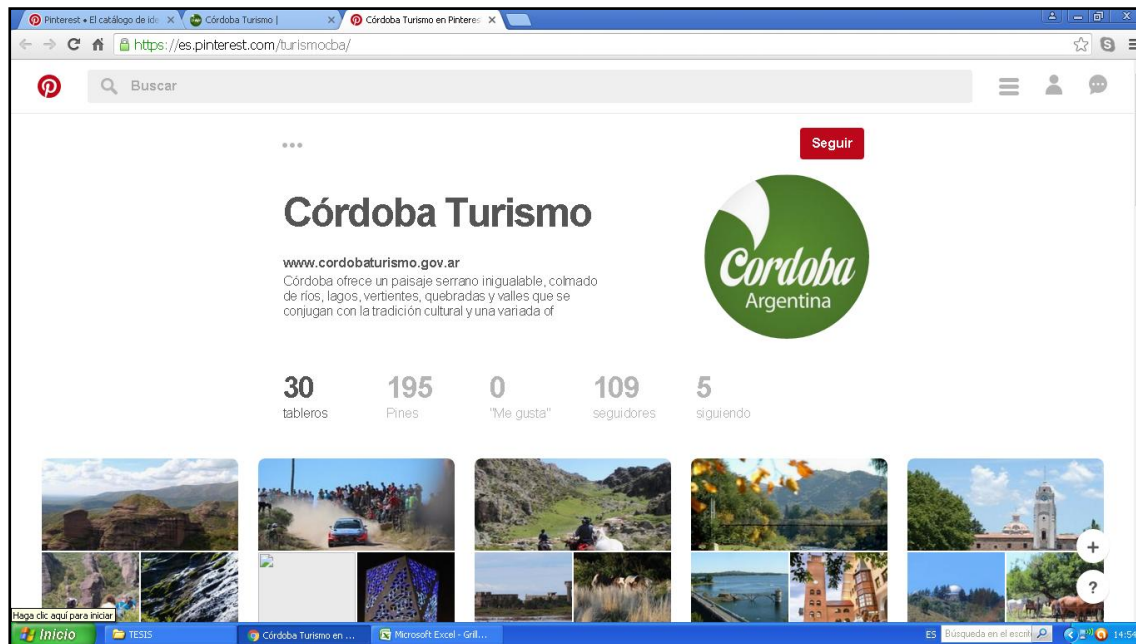 Pinterest • El catálogo de ide
Córdoba Turismo |
Córdoba Turismo en Pinteres
https://es.pinterest.com/turismocba/
Buscar
Seguir
Córdoba Turismo
www.cordobaturismo.gov.ar
Córdoba ofrece un paisaje serrano inigualable, colmado
de ríos, lagos, vertientes, quebradas y valles que se
conjugan con la tradición cultural y una variada of
Cordoba
Argentina
30
195
0
109
5
tableros
Pines
"Me gusta"
seguidores
siguiendo
+
?
Haga clic aquí para iniciar
Inicio
TESIS
Córdoba Turismo en ...
Microsoft Excel - Gril...
ES
Búsqueda en el escrit
14:54